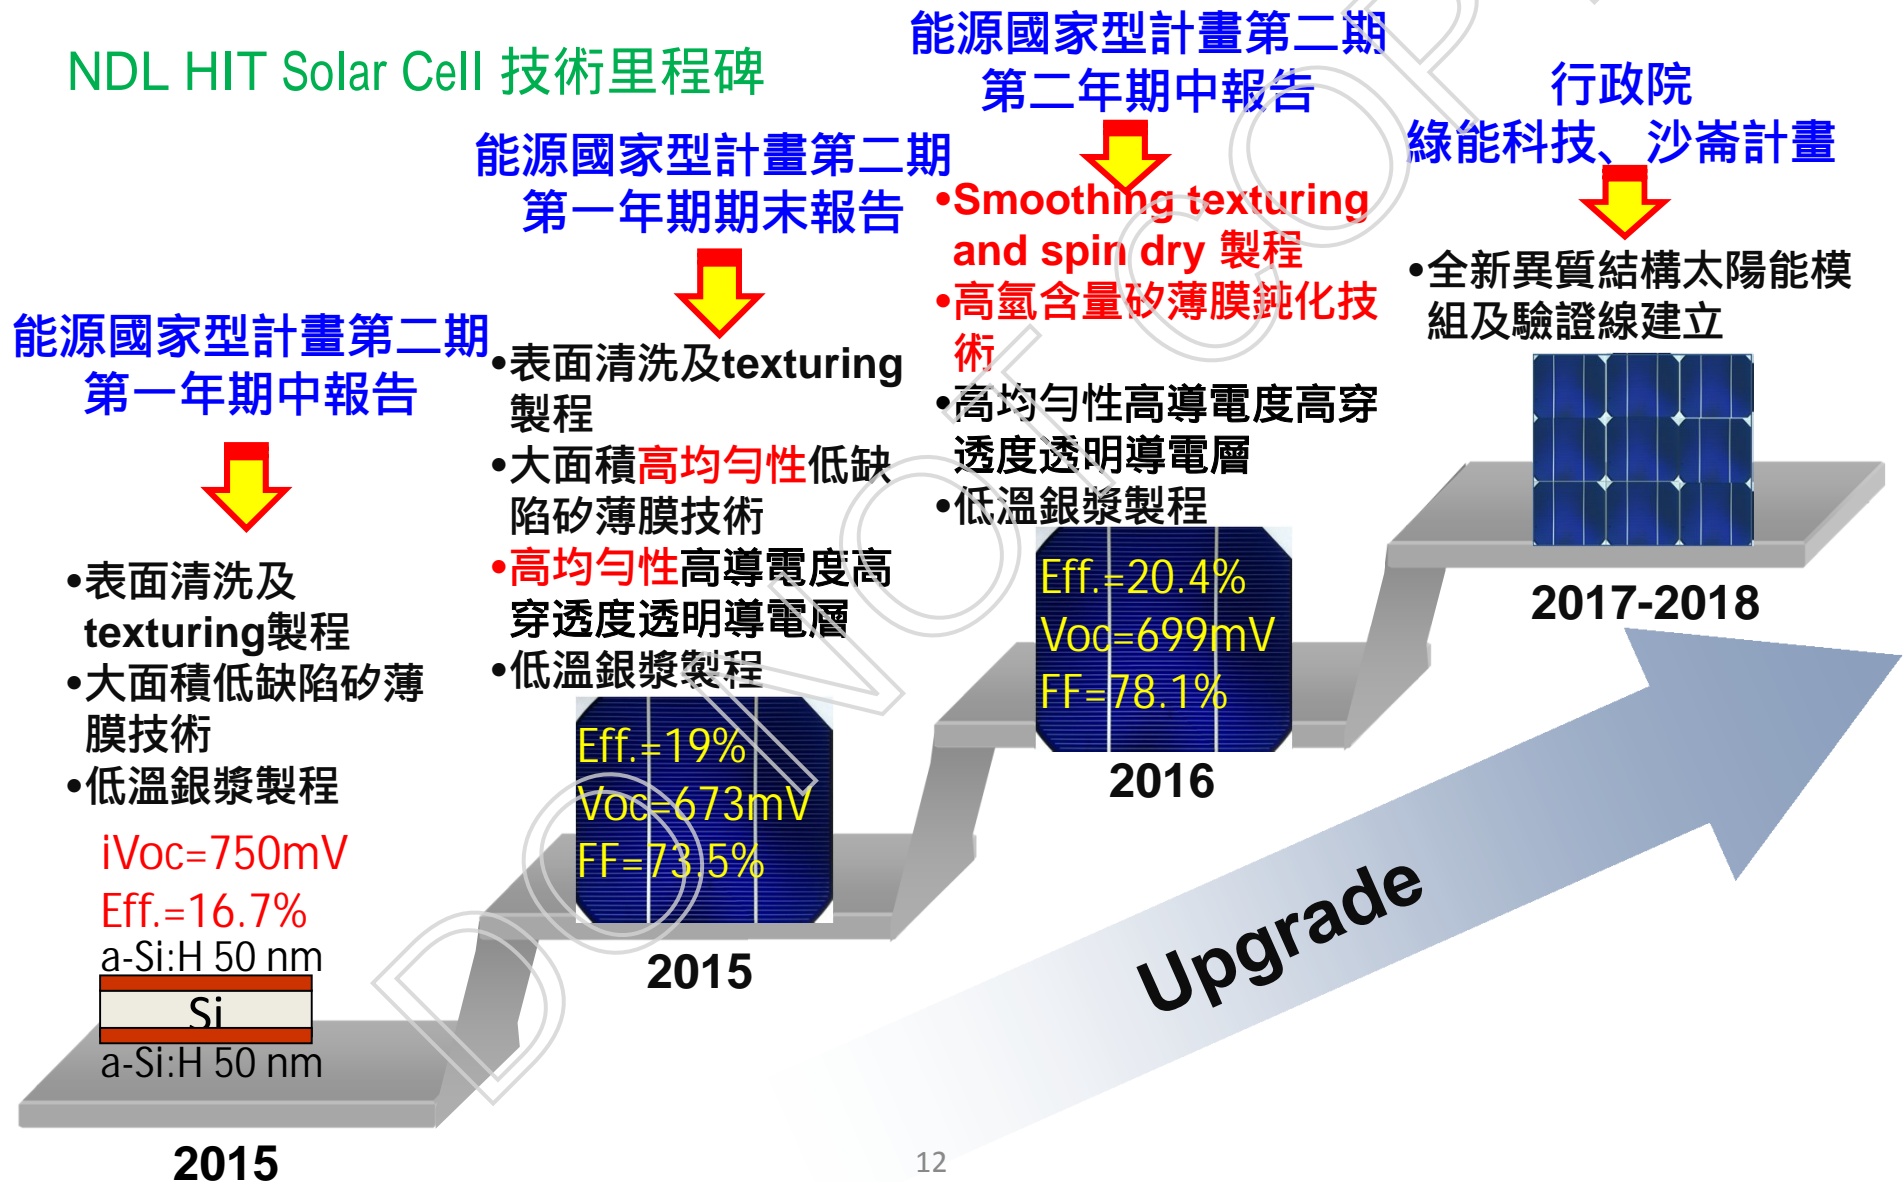 NDL HIT Solar Cell 技術里程碑
能源國家型計畫第二期
第一年期中報告
•表面清洗及
texturing製程
•大面積低缺陷矽薄
膜技術
•低溫銀漿製程
iVoc=750mV
Eff.=16.7%
a-Si:H 50 nm
Si
a-Si:H 50 nm
2015
能源國家型計畫第二期
第一年期期末報告
•表面清洗及texturing
製程
•大面積高均勻性低缺
陷矽薄膜技術
•高均勻性高導電度高
穿透度透明導電層
•低溫銀漿製程
Eff.=19%
Voc=673mV
FF=73.5%
2015
能源國家型計畫第二期
第二年期中報告
•Smoothing texturing
and spin dry 製程
•高氫含量矽薄膜鈍化技
術
•高均勻性高導電度高穿
透度透明導電層
•低溫銀漿製程
Eff.=20.4%
Voc=699mV
FF=78.1%
2016
行政院
綠能科技、沙崙計畫
•全新異質結構太陽能模
組及驗證線建立
2017-2018
Upgrade
DO NOT COP
12